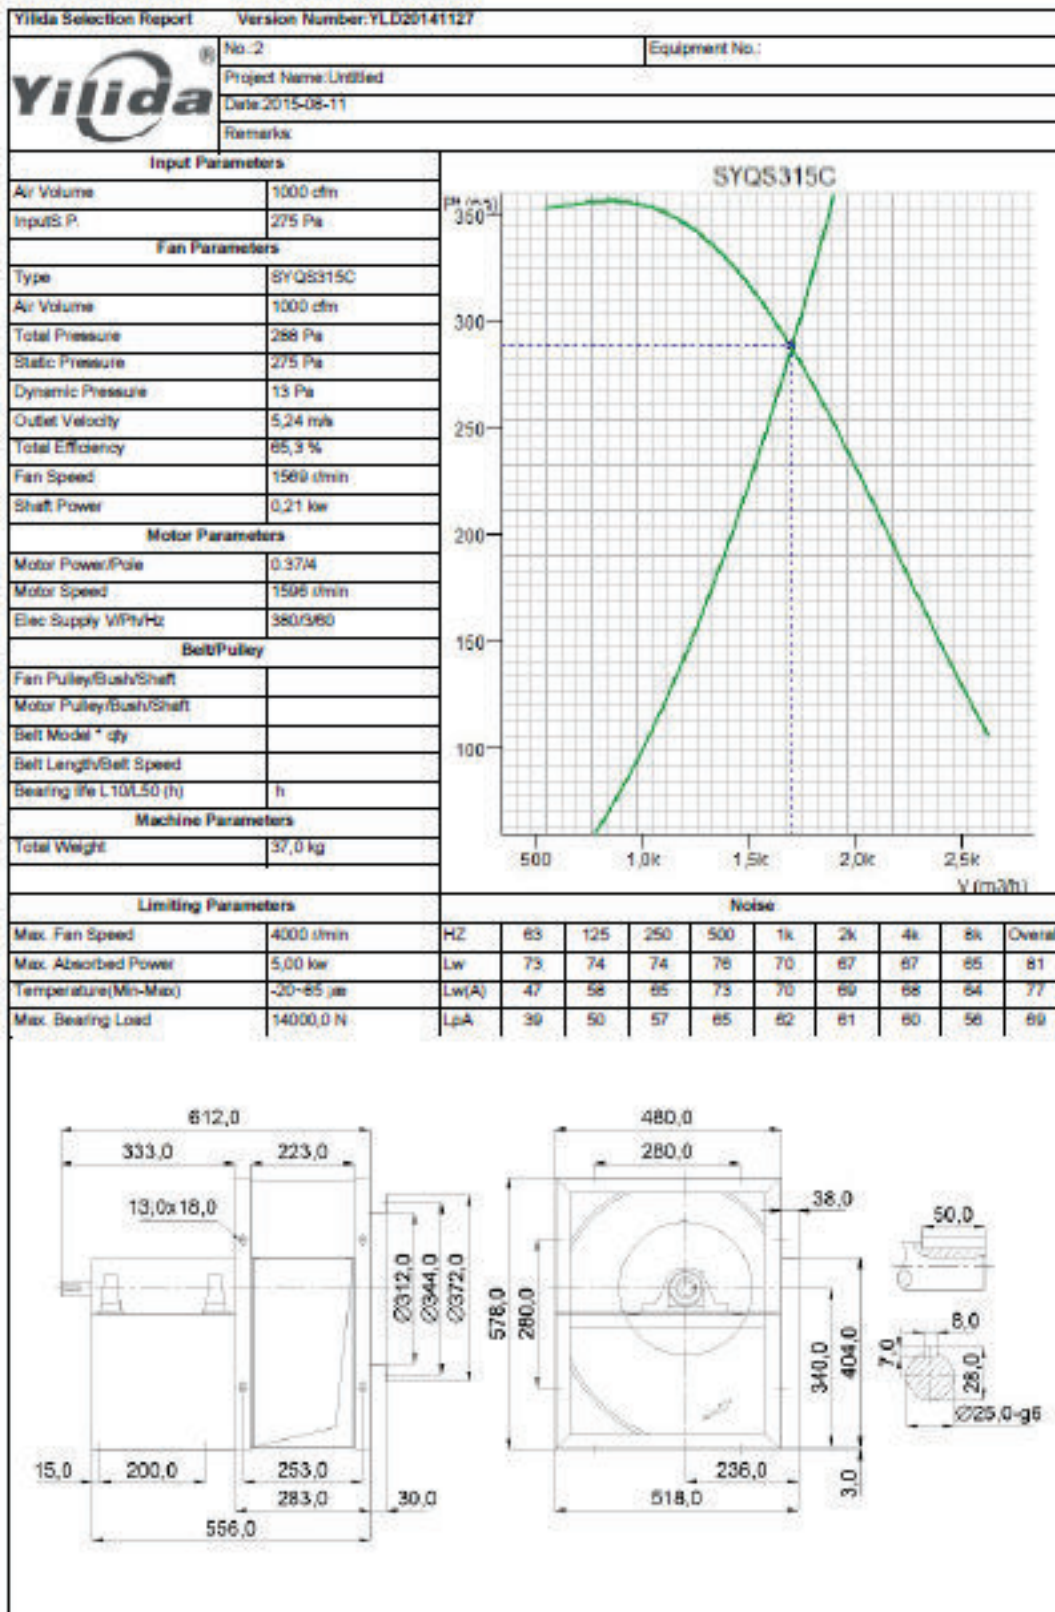 Yilida Selection Report Version Number:YLD20141127
Yilida®
No.:2 Equipment No.:
Project Name:Untitled
Date:2015-08-11
Remarks:
Input Parameters
Air Volume 1000 cfm
InputS.P. 275 Pa
Fan Parameters
Type SYQS315C
Air Volume 1000 cfm
Total Pressure 288 Pa
Static Pressure 275 Pa
Dynamic Pressure 13 Pa
Outlet Velocity 5,24 m/s
Total Efficiency 65,3 %
Fan Speed 1569 r/min
Shaft Power 0,21 kw
Motor Parameters
Motor Power/Pole 0.37/4
Motor Speed 1596 r/min
Elec Supply V/Ph/Hz 380/3/60
Belt/Pulley
Fan Pulley/Bush/Shaft
Motor Pulley/Bush/Shaft
Belt Model * qty
Belt Length/Belt Speed
Bearing life L10/L50 (h) h
Machine Parameters
Total Weight 37,0 kg
SYQS315C
350
300
250
200
150
100
500 1,0k 1,5k 2,0k 2,5k
V (m3/h)
Limiting Parameters
Max. Fan Speed 4000 r/min
Max. Absorbed Power 5,00 kw
Temperature(Min-Max) -20~85
Max. Bearing Load 14000,0 N
Noise
HZ 63 125 250 500 1k 2k 4k 8k Overal
Lw 73 74 74 76 70 67 67 65 81
Lw(A) 47 58 65 73 70 69 68 64 77
LpA 39 50 57 65 62 61 60 56 69
612,0
333,0 223,0
13,0x18,0
∅312,0
∅344,0
∅372,0
15,0 200,0 253,0
283,0 30,0
556,0
480,0
280,0
38,0
578,0
280,0
340,0
404,0
236,0
518,0
3,0
50,0
8,0
7,0
28,0
∅25,0-g6